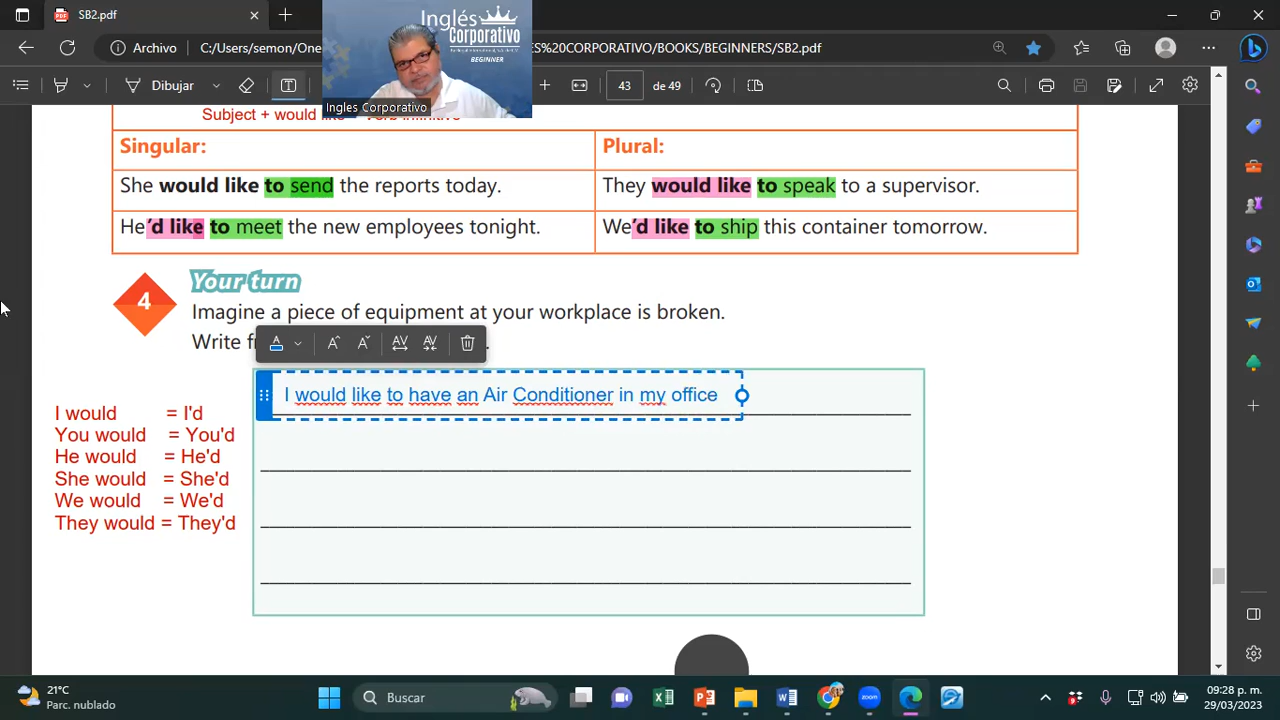 SB2.pdf
Archivo C:/Users/semon/One ES%20CORPORATIVO/BOOKS/BEGINNERS/SB2.pdf
Inglés
Corporativo
BEGINNER
Ingles Corporativo
Dibujar
43 de 49
Subject + would
Singular:
Plural:
She would like to send the reports today.
They would like to speak to a supervisor.
He'd like to meet the new employees tonight.
We'd like to ship this container tomorrow.
4
Your turn
Imagine a piece of equipment at your workplace is broken.
Write
I would like to have an Air Conditioner in my office
I would = I'd
You would = You'd
He would = He'd
She would = She'd
We would = We'd
They would = They'd
21°C
Parc. nublado
Buscar
09:28 p. m.
29/03/2023